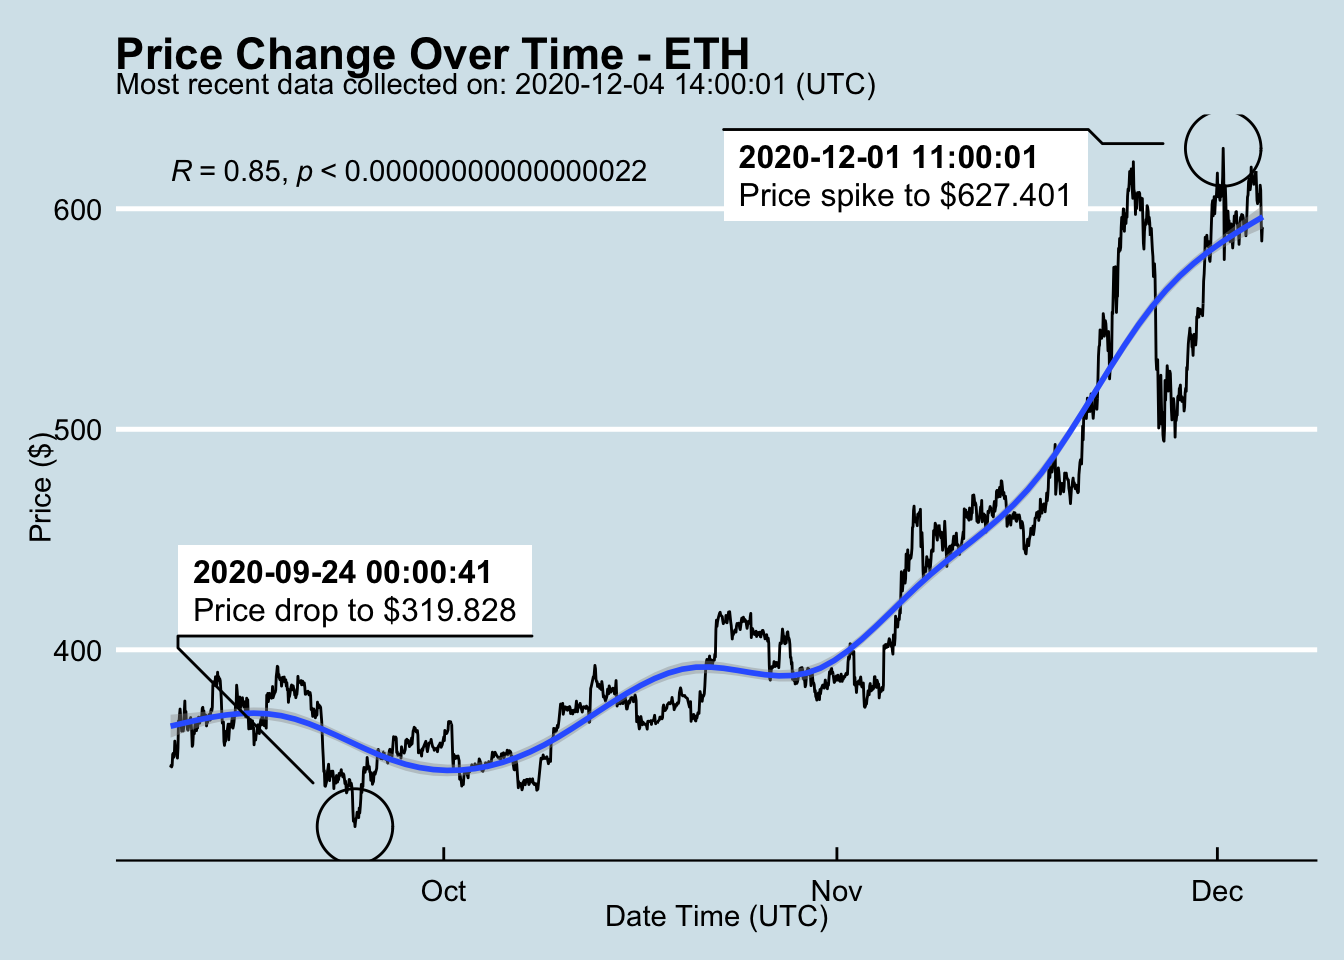 Price Change Over Time - ETH
Most recent data collected on: 2020-12-04 14:00:01 (UTC)
R = 0.85, p < 0.00000000000000022
2020-12-01 11:00:01
Price spike to $627.401
600
500
400
Price ($)
2020-09-24 00:00:41
Price drop to $319.828
Oct
Nov
Dec
Date Time (UTC)